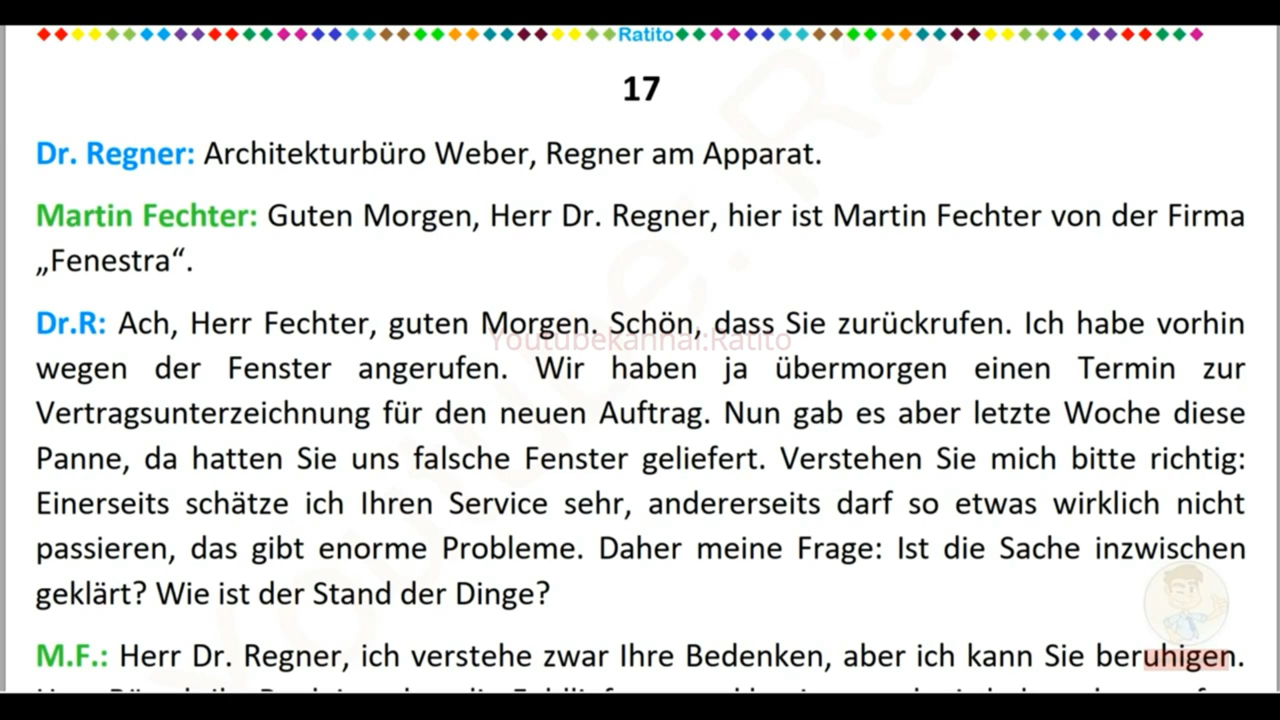 Ratito
17
Dr. Regner: Architekturbüro Weber, Regner am Apparat.
Martin Fechter: Guten Morgen, Herr Dr. Regner, hier ist Martin Fechter von der Firma
„Fenestra“.
Dr.R: Ach, Herr Fechter, guten Morgen. Schön, dass Sie zurückrufen. Ich habe vorhin
Youtubekannal:Ratito
wegen der Fenster angerufen. Wir haben ja übermorgen einen Termin zur
Vertragsunterzeichnung für den neuen Auftrag. Nun gab es aber letzte Woche diese
Panne, da hatten Sie uns falsche Fenster geliefert. Verstehen Sie mich bitte richtig:
Einerseits schätze ich Ihren Service sehr, andererseits darf so etwas wirklich nicht
passieren, das gibt enorme Probleme. Daher meine Frage: Ist die Sache inzwischen
geklärt? Wie ist der Stand der Dinge?
M.F.: Herr Dr. Regner, ich verstehe zwar Ihre Bedenken, aber ich kann Sie beruhigen.